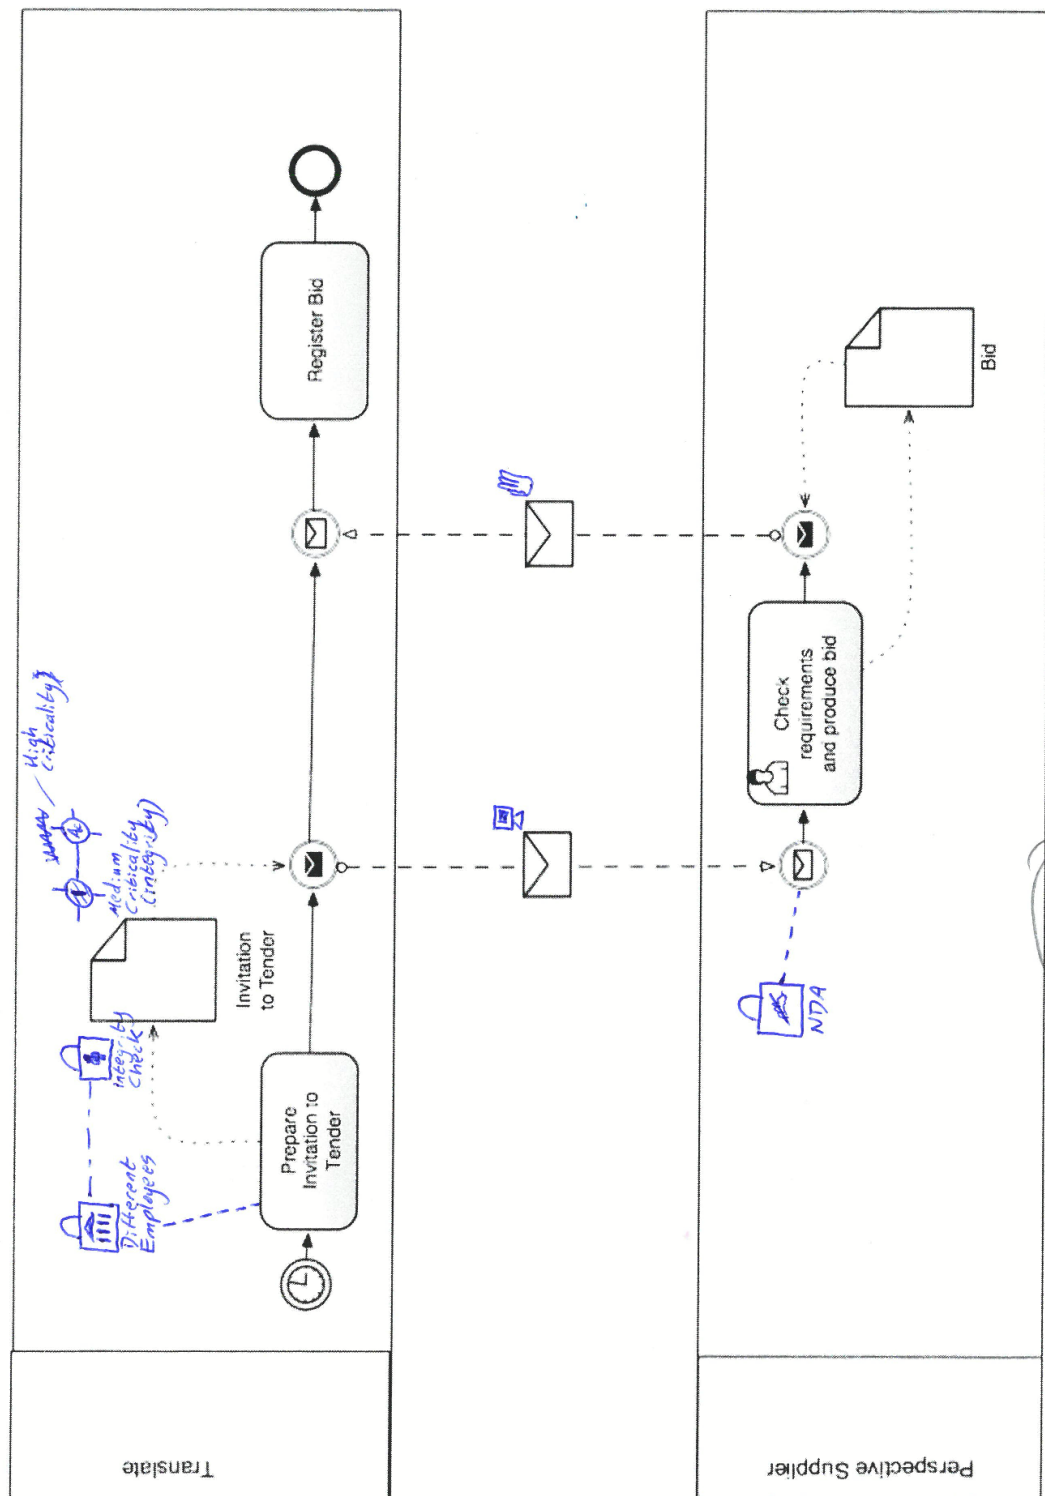 Translate
Different
Employees
Integrity
Check
Prepare
Invitation to
Tender
Invitation
to Tender
Medium
Criticality
(integrity)
High
Criticality)
Register Bid
Perspective Supplier
NDA
Check
requirements
and produce bid
Bid